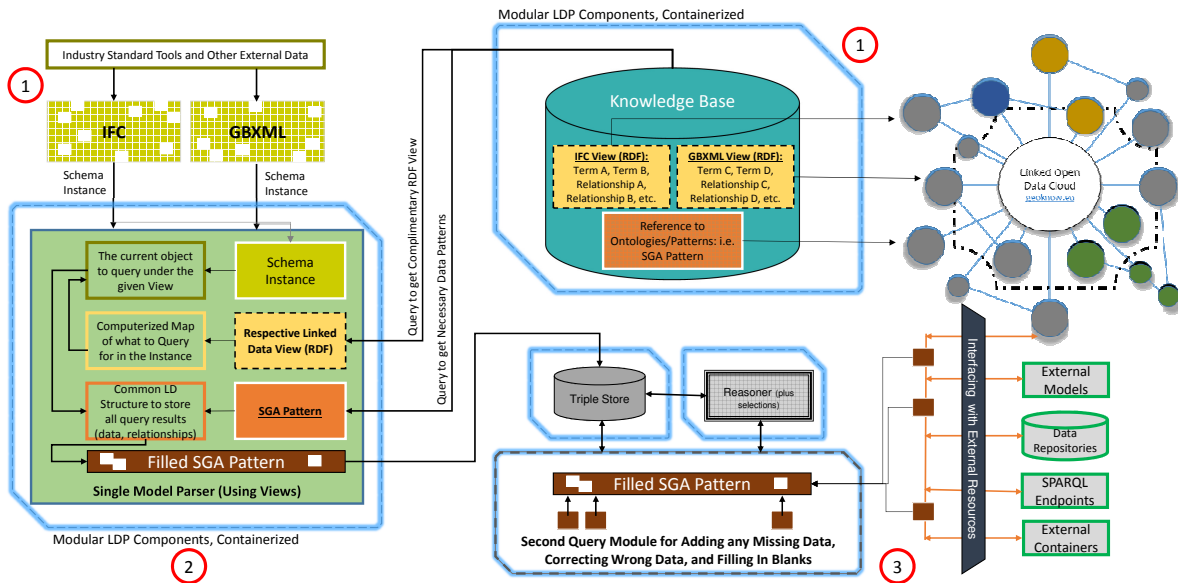 Modular LDP Components, Containerized
1
Industry Standard Tools and Other External Data
IFC
GBXML
Schema
Instance
Schema
Instance
1
Knowledge Base
IFC View (RDF):
Term A, Term B,
Relationship A,
Relationship B, etc.
GBXML View (RDF):
Term C, Term D,
Relationship C,
Relationship D, etc.
Reference to
Ontologies/Patterns: i.e.
SGA Pattern
Linked Open
Data Cloud
geoknow.eu
Query to get Complimentary RDF View
Query to get Necessary Data Patterns
The current object
to query under the
given View
Schema
Instance
Computerized Map
of what to Query
for in the Instance
Respective Linked
Data View (RDF)
Common LD
Structure to store
all query results
(data, relationships)
SGA Pattern
Filled SGA Pattern
Single Model Parser (Using Views)
Modular LDP Components, Containerized
2
Triple Store
Reasoner (plus
selections)
Filled SGA Pattern
Second Query Module for Adding any Missing Data,
Correcting Wrong Data, and Filling In Blanks
3
Interfacing with External Resources
External
Models
Data
Repositories
SPARQL
Endpoints
External
Containers